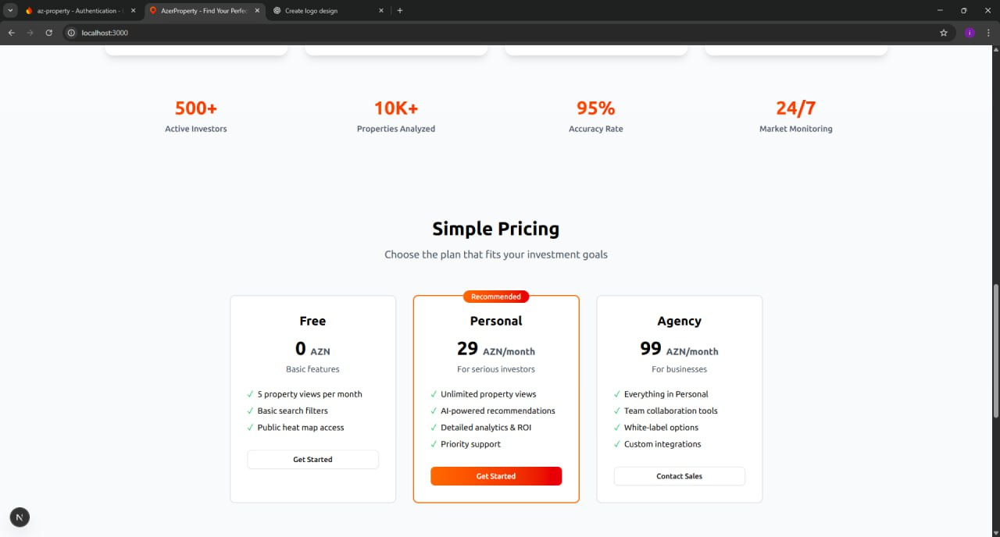 az-property - Authentication -
AzerProperty - Find Your Perfec
Create logo design
localhost:3000
i
500+
Active Investors
10K+
Properties Analyzed
95%
Accuracy Rate
24/7
Market Monitoring
Simple Pricing
Choose the plan that fits your investment goals
Free
0 AZN
Basic features
✓ 5 property views per month
✓ Basic search filters
✓ Public heat map access
Get Started
Recommended
Personal
29 AZN/month
For serious investors
✓ Unlimited property views
✓ AI-powered recommendations
✓ Detailed analytics & ROI
✓ Priority support
Get Started
Agency
99 AZN/month
For businesses
✓ Everything in Personal
✓ Team collaboration tools
✓ White-label options
✓ Custom integrations
Contact Sales
N